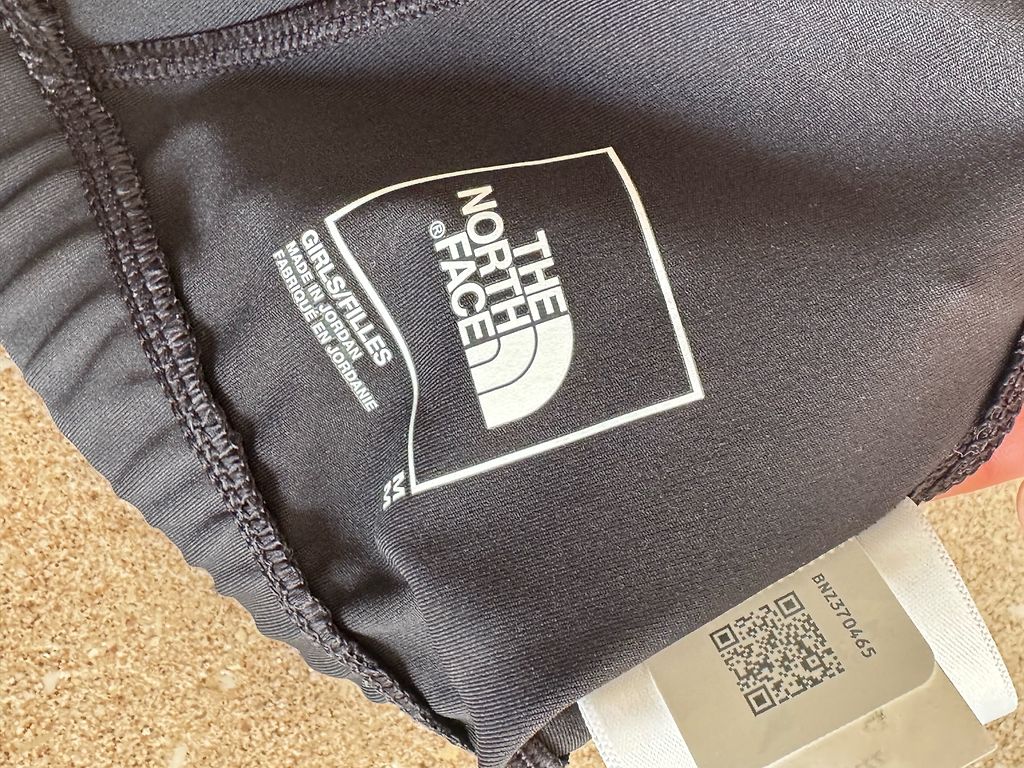 THE
NORTH
FACE®
GIRLS/FILLES
MADE IN JORDAN
FABRIQUÉ EN JORDANIE
M
M
BNZ370465